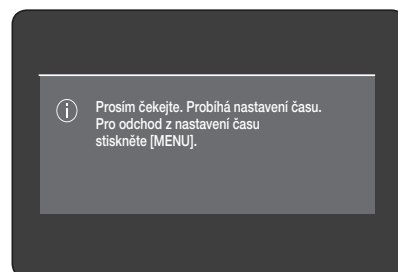 Prosím čekejte. Probíhá nastavení času.
Pro odchod z nastavení času
stiskněte [MENU].